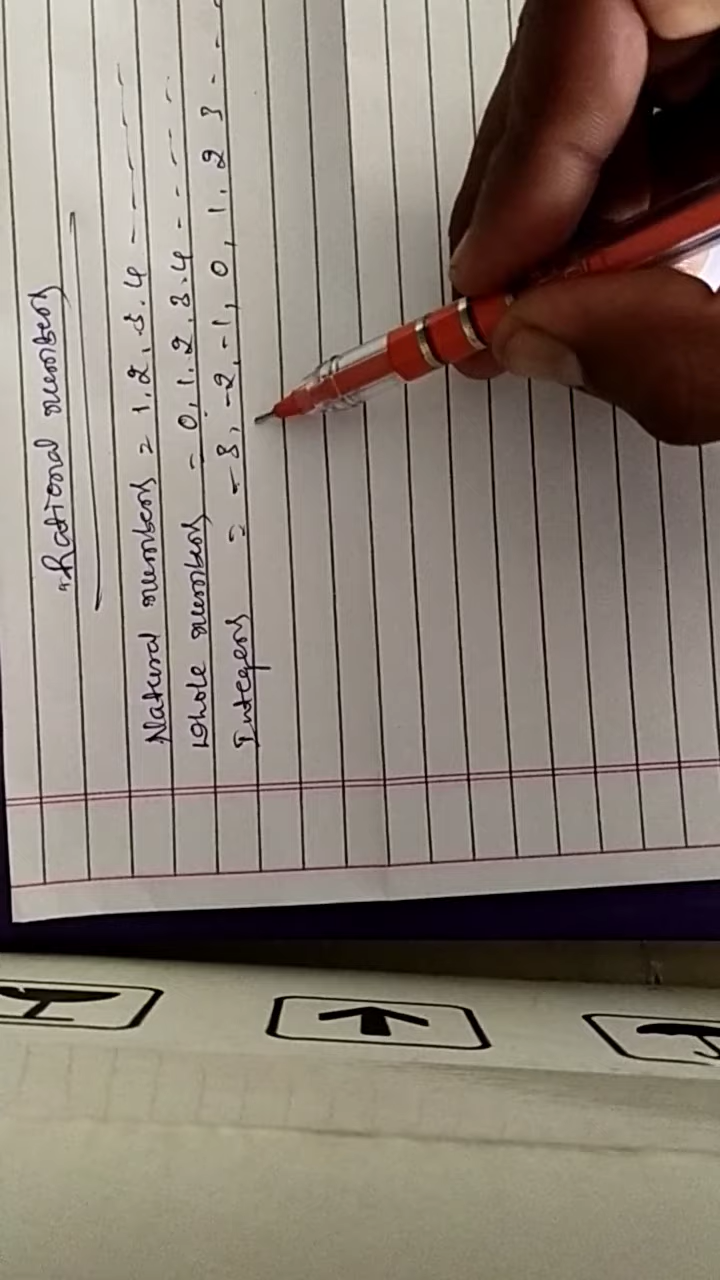 "Rational numbers
Natural numbers = 1, 2, 3, 4 -------
Whole numbers = 0, 1, 2, 3, 4 - - - - -
Integers = -3, -2, -1, 0, 1, 2 3 - - -